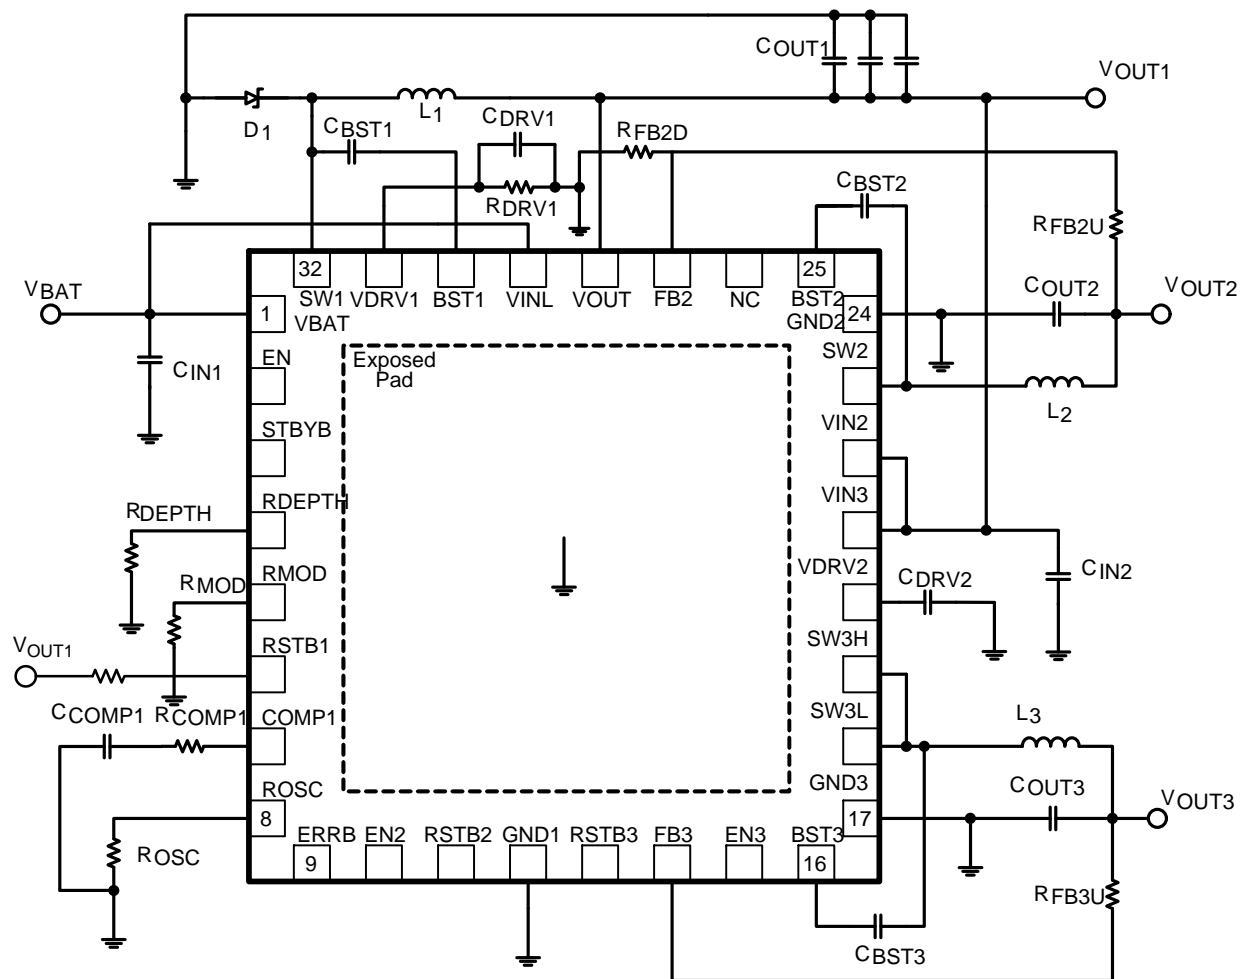 COUT1
VOUT1
D1
L1
CDRV1
CBST1
RFB2D
RDRV1
CBST2
RFB2U
VBAT
32
25
SW1
VDRV1
BST1
VINL
VOUT
FB2
NC
BST2
COUT2
VOUT2
1
VBAT
GND2
24
CIN1
EN
Exposed
Pad
SW2
L2
STBYB
VIN2
RDEPTH
RDEPTH
VIN3
RMOD
RMOD
VDRV2
CDRV2
CIN2
VOUT1
RSTB1
SW3H
CCOMP1
RCOMP1
COMP1
SW3L
L3
ROSC
GND3
COUT3
VOUT3
8
17
ROSC
ERRB
EN2
RSTB2
GND1
RSTB3
FB3
EN3
BST3
9
16
RFB3U
CBST3